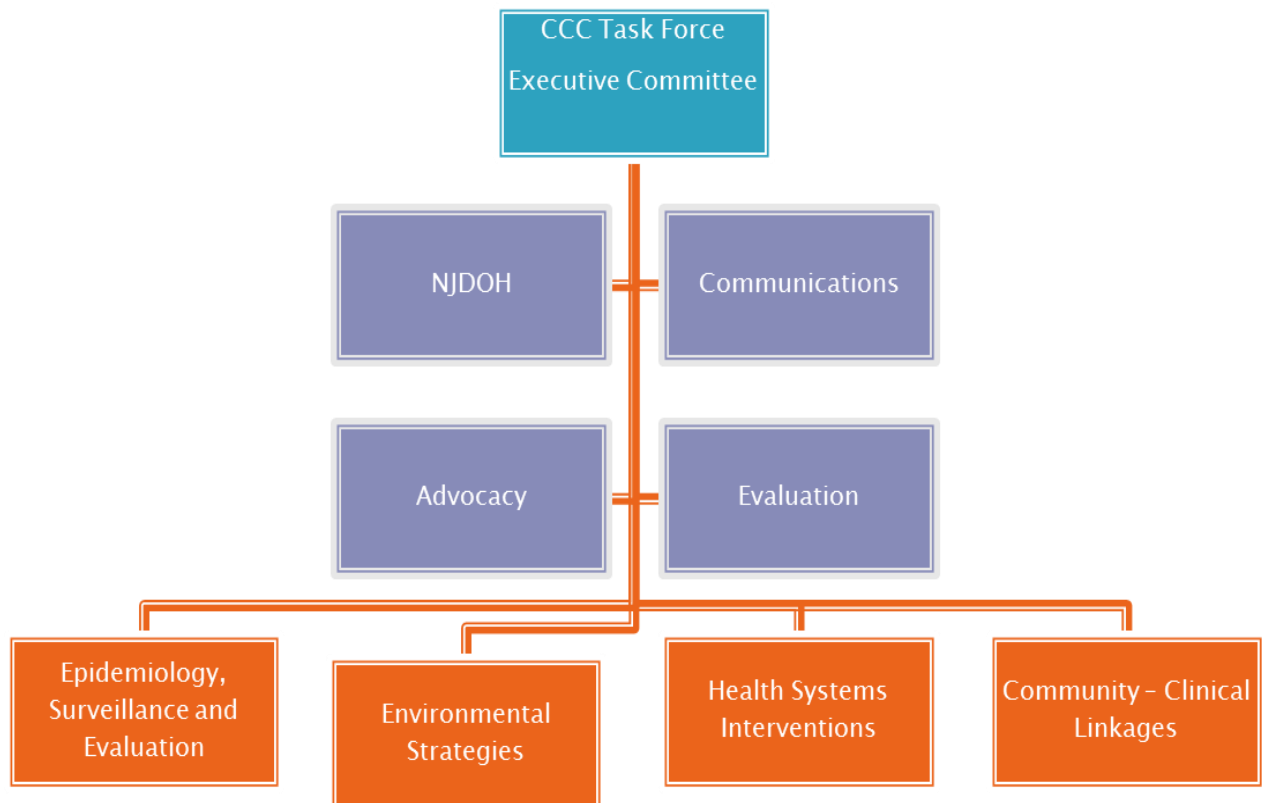 CCC Task Force
Executive Committee
NJDOH
Communications
Advocacy
Evaluation
Epidemiology,
Surveillance and
Evaluation
Environmental
Strategies
Health Systems
Interventions
Community – Clinical
Linkages